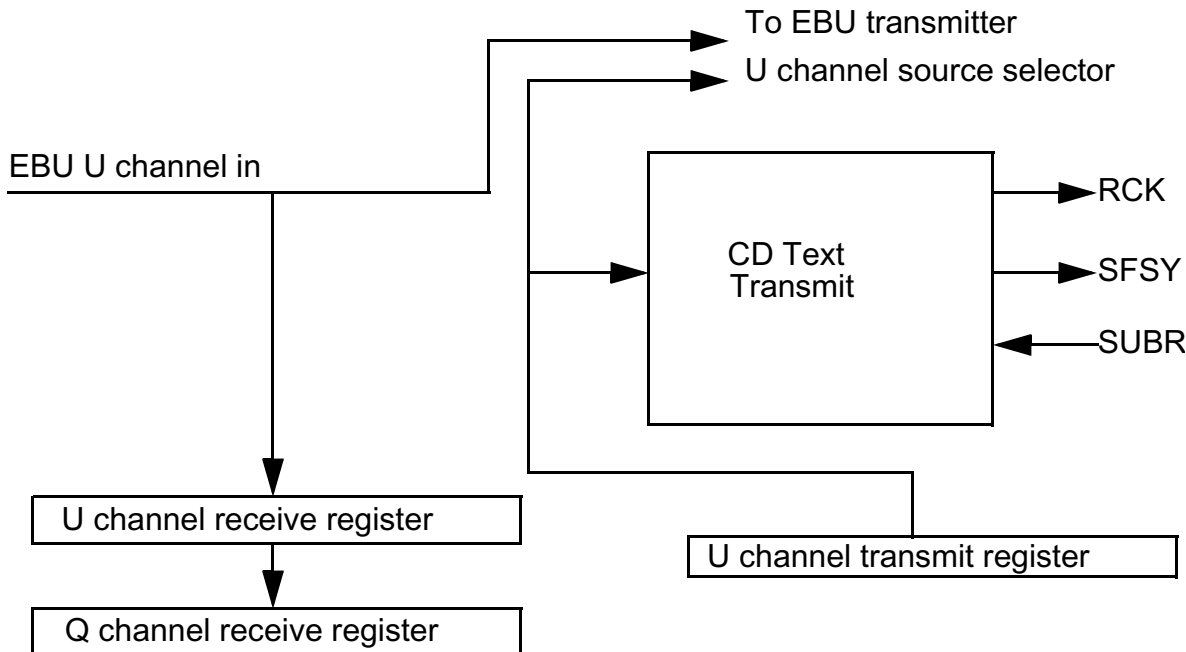 To EBU transmitter
U channel source selector
EBU U channel in
RCK
CD Text
Transmit
SFSY
SUBR
U channel receive register
U channel transmit register
Q channel receive register